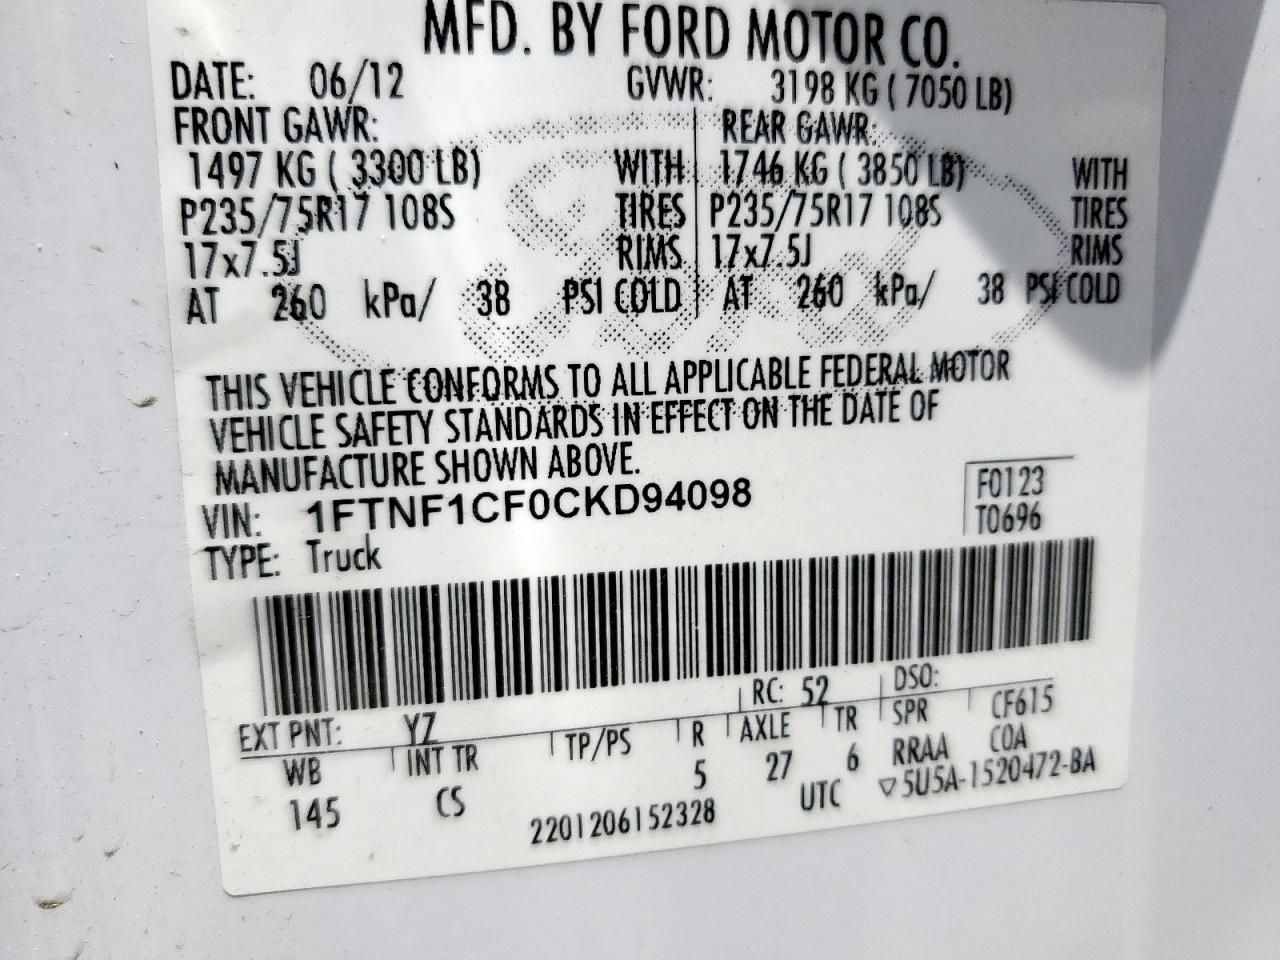 MFD. BY FORD MOTOR CO.
DATE: 06/12 GVWR: 3198 KG ( 7050 LB)
FRONT GAWR: REAR GAWR:
1497 KG ( 3300 LB) WITH 1746 KG ( 3850 LB) WITH
P235/75R17 108S TIRES P235/75R17 108S TIRES
17x7.5J RIMS 17x7.5J RIMS
AT 260 kPa/ 38 PSI COLD AT 260 kPa/ 38 PSI COLD
THIS VEHICLE CONFORMS TO ALL APPLICABLE FEDERAL MOTOR
VEHICLE SAFETY STANDARDS IN EFFECT ON THE DATE OF
MANUFACTURE SHOWN ABOVE.
VIN: 1FTNF1CF0CKD94098 F0123
TYPE: Truck T0696
EXT PNT: YZ RC: 52 DSO:
WB INT TR TP/PS R AXLE TR SPR CF615
145 CS 5 27 6 RRAA COA
2201206152328 UTC ▽5U5A-1520472-BA